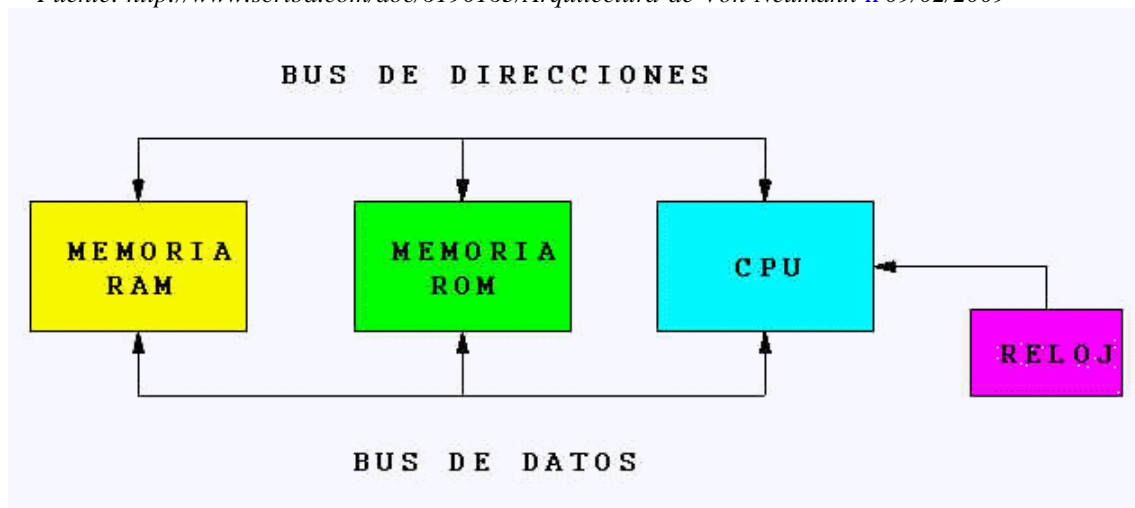 BUS DE DIRECCIONES
MEMORIA
RAM
MEMORIA
ROM
CPU
RELOJ
BUS DE DATOS